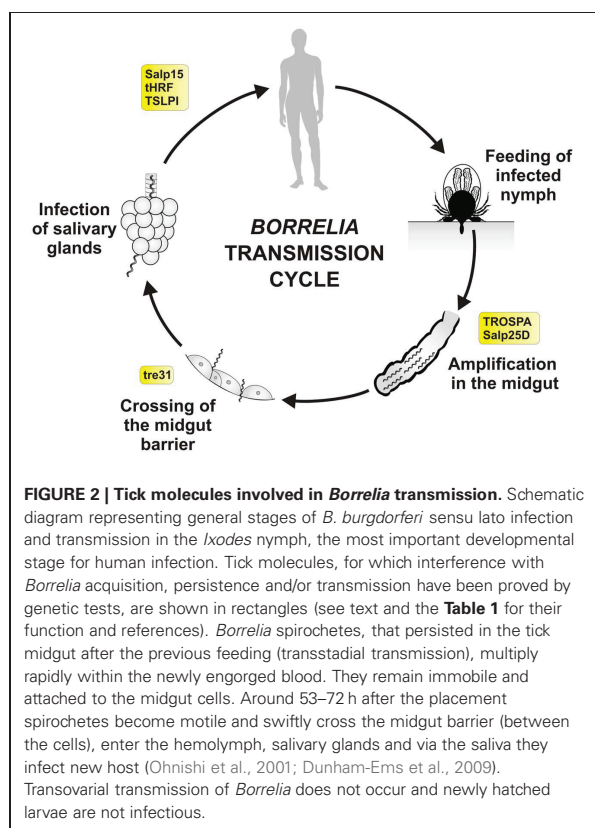 Salp15
tHRF
TSLPI
Feeding of
infected
nymph
Infection
of salivary
glands
BORRELIA
TRANSMISSION
CYCLE
TROSPA
Salp25D
Amplification
in the midgut
tre31
Crossing of
the midgut
barrier
FIGURE 2 | Tick molecules involved in Borrelia transmission. Schematic
diagram representing general stages of B. burgdorferi sensu lato infection
and transmission in the Ixodes nymph, the most important developmental
stage for human infection. Tick molecules, for which interference with
Borrelia acquisition, persistence and/or transmission have been proved by
genetic tests, are shown in rectangles (see text and the Table 1 for their
function and references). Borrelia spirochetes, that persisted in the tick
midgut after the previous feeding (transstadial transmission), multiply
rapidly within the newly engorged blood. They remain immobile and
attached to the midgut cells. Around 53–72 h after the placement
spirochetes become motile and swiftly cross the midgut barrier (between
the cells), enter the hemolymph, salivary glands and via the saliva they
infect new host (Ohnishi et al., 2001; Dunham-Ems et al., 2009).
Transovarial transmission of Borrelia does not occur and newly hatched
larvae are not infectious.